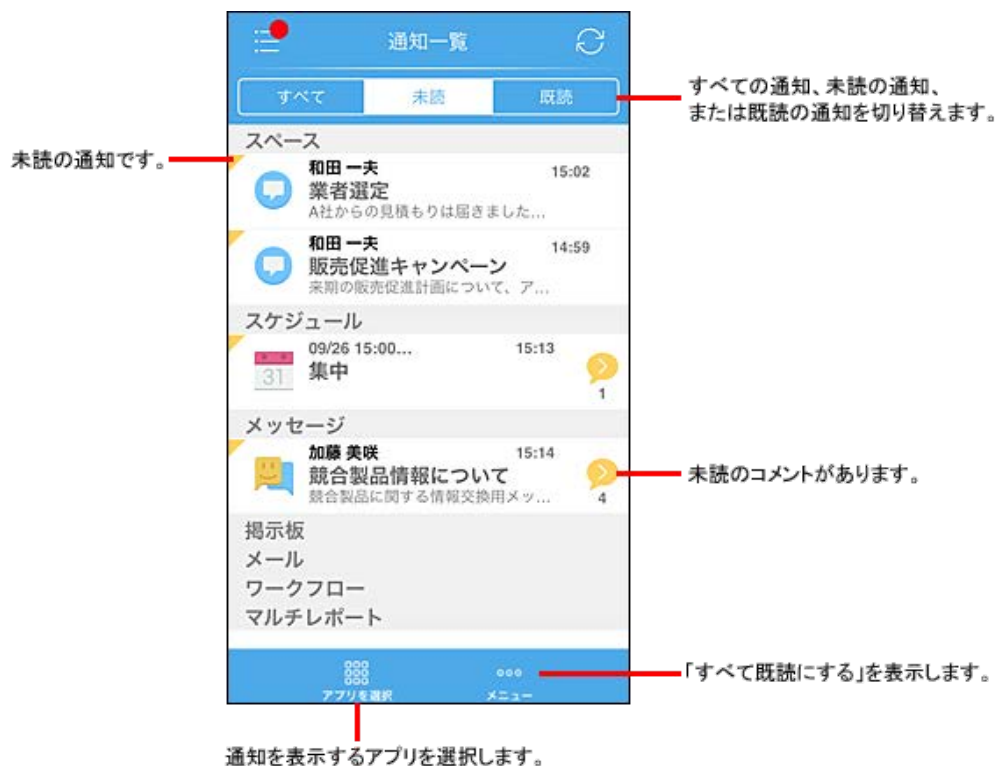 通知一覧
すべて
未読
既読
すべての通知、未読の通知、
または既読の通知を切り替えます。
スペース
未読の通知です。
和田 一夫
15:02
業者選定
A社からの見積もりは届きました...
和田 一夫
14:59
販売促進キャンペーン
来期の販売促進計画について、ア...
スケジュール
09/26 15:00...
15:13
31
集中
1
メッセージ
加藤 美咲
15:14
競合製品情報について
競合製品に関する情報交換用メッ...
4
未読のコメントがあります。
掲示板
メール
ワークフロー
マルチレポート
アプリを選択
メニュー
「すべて既読にする」を表示します。
通知を表示するアプリを選択します。